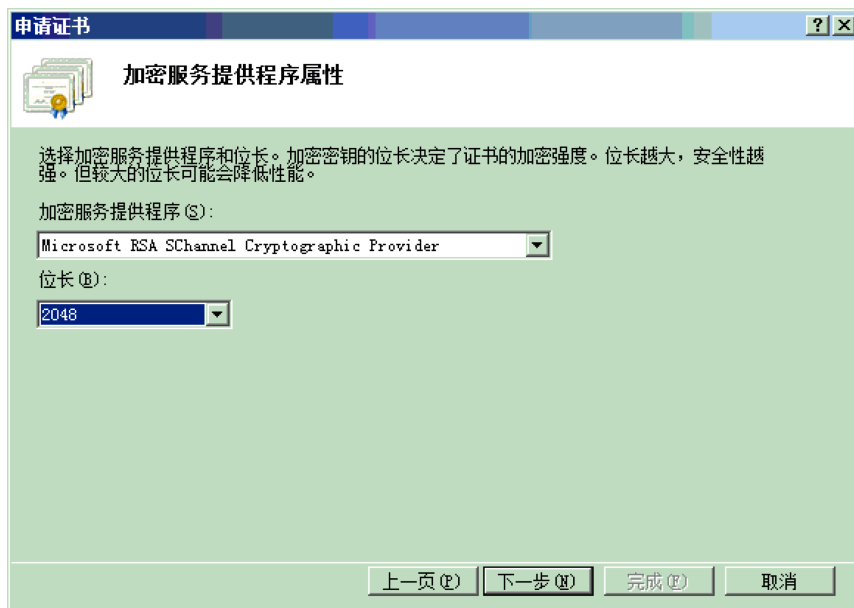 申请证书
加密服务提供程序属性
选择加密服务提供程序和位长。加密密钥的位长决定了证书的加密强度。位长越大，安全性越
强。但较大的位长可能会降低性能。
加密服务提供程序(S):
Microsoft RSA SChannel Cryptographic Provider
位长(B):
2048
上一页(P) 下一步(N) 完成(F) 取消